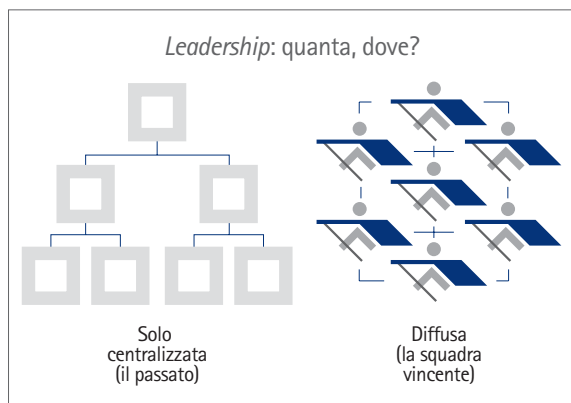 Leadership: quanta, dove?
Solo
centralizzata
(il passato)
Diffusa
(la squadra
vincente)